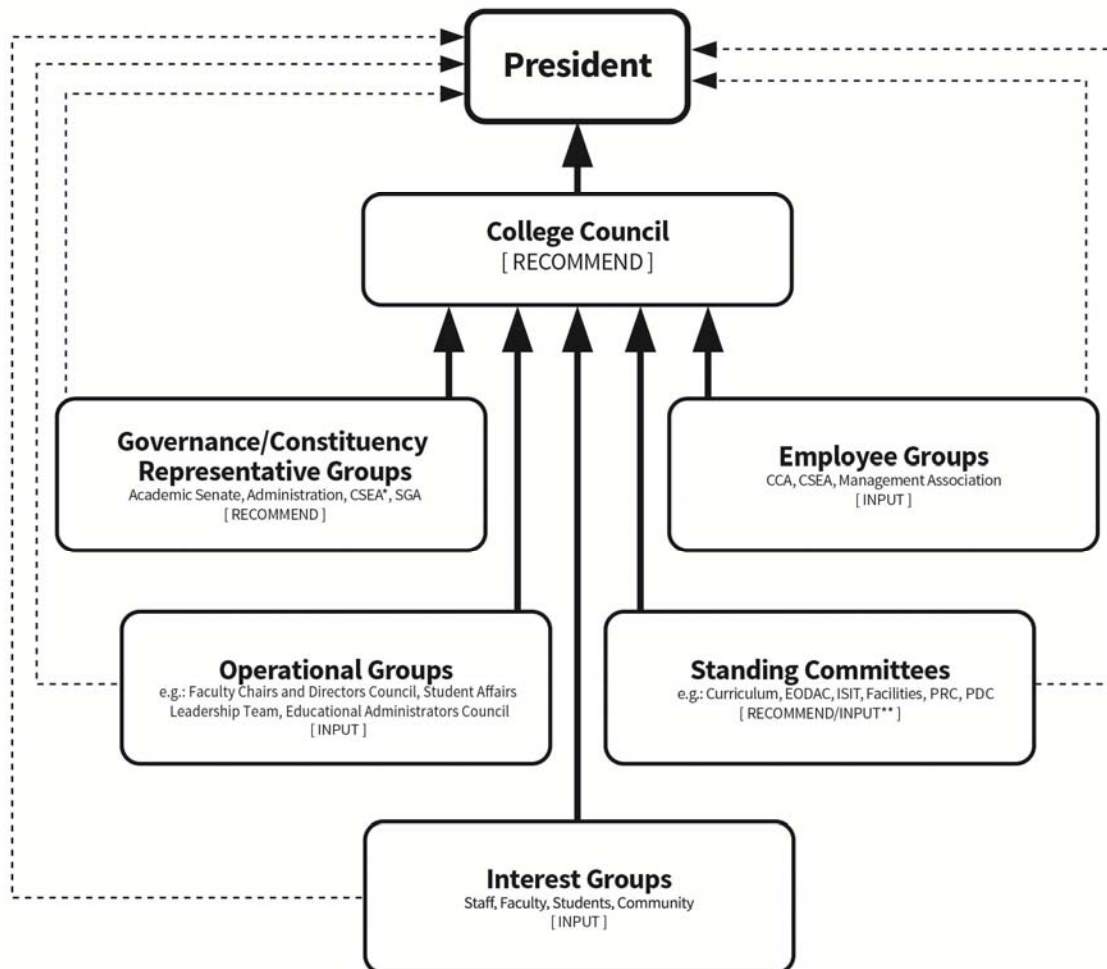 President
College Council
[ RECOMMEND ]
Governance/Constituency
Representative Groups
Academic Senate, Administration, CSEA*, SGA
[ RECOMMEND ]
Employee Groups
CCA, CSEA, Management Association
[ INPUT ]
Operational Groups
e.g.: Faculty Chairs and Directors Council, Student Affairs
Leadership Team, Educational Administrators Council
[ INPUT ]
Standing Committees
e.g.: Curriculum, EODAC, ISIT, Facilities, PRC, PDC
[ RECOMMEND/INPUT** ]
Interest Groups
Staff, Faculty, Students, Community
[ INPUT ]